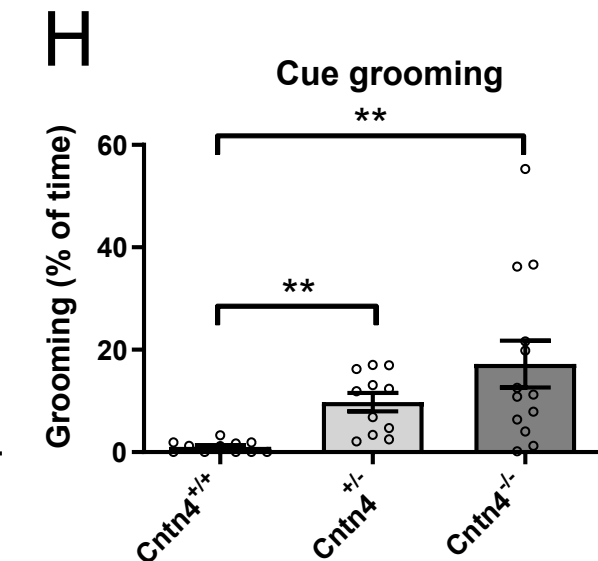 H
Cue grooming
**
**
Grooming (% of time)
60
40
20
0
Cntn4+/+
Cntn4+/-
Cntn4-/-